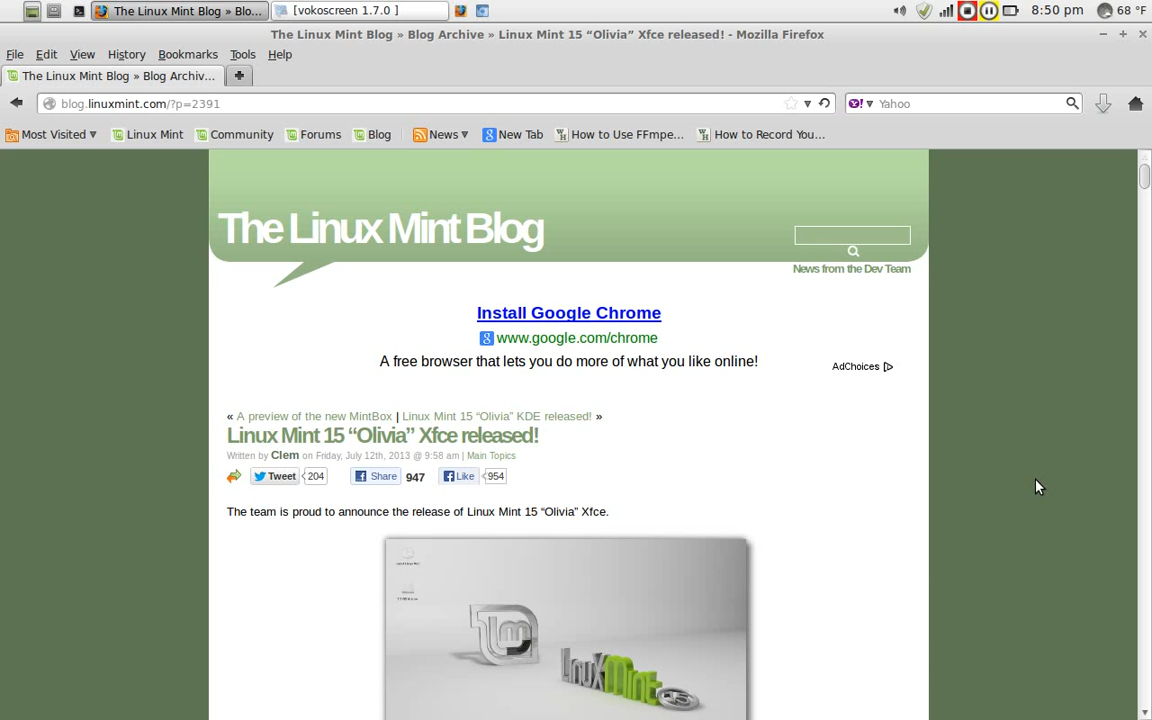 The Linux Mint Blog » Blo...
[vokoscreen 1.7.0 ]
8:50 pm
68 °F
The Linux Mint Blog » Blog Archive » Linux Mint 15 “Olivia” Xfce released! - Mozilla Firefox
File Edit View History Bookmarks Tools Help
The Linux Mint Blog » Blog Archiv...
blog.linuxmint.com/?p=2391
Yahoo
Most Visited
Linux Mint
Community
Forums
Blog
News
New Tab
How to Use FFmpe...
How to Record You...
The Linux Mint Blog
News from the Dev Team
Install Google Chrome
www.google.com/chrome
A free browser that lets you do more of what you like online!
AdChoices
« A preview of the new MintBox | Linux Mint 15 “Olivia” KDE released! »
Linux Mint 15 “Olivia” Xfce released!
Written by Clem on Friday, July 12th, 2013 @ 9:58 am | Main Topics
Tweet 204 Share 947 Like 954
The team is proud to announce the release of Linux Mint 15 “Olivia” Xfce.
LinuxMint 15